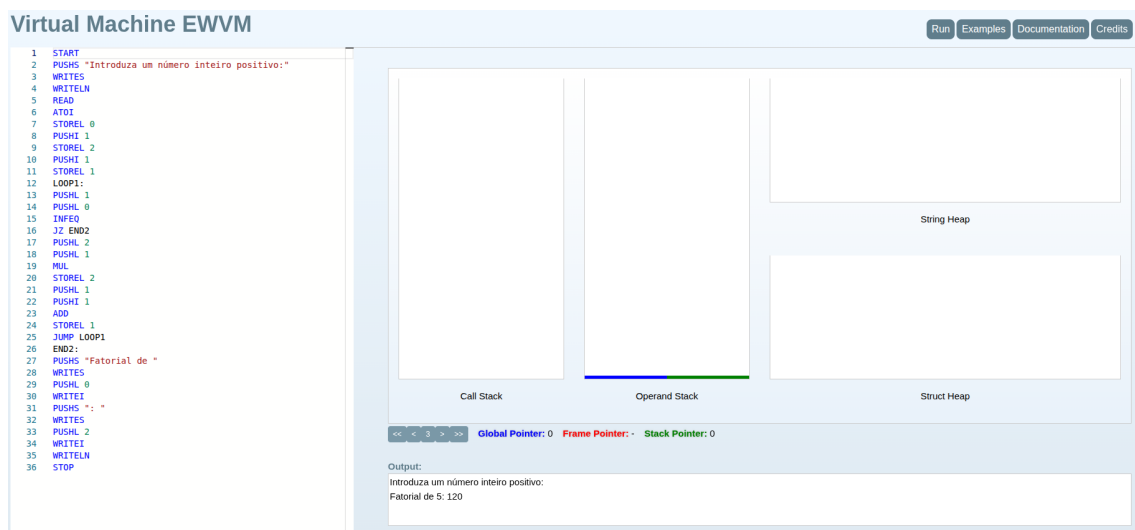 Virtual Machine EWVM
Run Examples Documentation Credits
1 START
2 PUSHS "Introduza um número inteiro positivo:"
3 WRITES
4 WRITELN
5 READ
6 ATOI
7 STOREL 0
8 PUSHI 1
9 STOREL 2
10 PUSHI 1
11 STOREL 1
12 LOOP1:
13 PUSHL 1
14 PUSHL 0
15 INFEQ
16 JZ END2
17 PUSHL 2
18 PUSHL 1
19 MUL
20 STOREL 2
21 PUSHL 1
22 PUSHI 1
23 ADD
24 STOREL 1
25 JUMP LOOP1
26 END2:
27 PUSHS "Fatorial de "
28 WRITES
29 PUSHL 0
30 WRITEI
31 PUSHS ": "
32 WRITES
33 PUSHL 2
34 WRITEI
35 WRITELN
36 STOP
String Heap
Call Stack
Operand Stack
Struct Heap
<< < 3 > >> Global Pointer: 0 Frame Pointer: - Stack Pointer: 0
Output:
Introduza um número inteiro positivo:
Fatorial de 5: 120